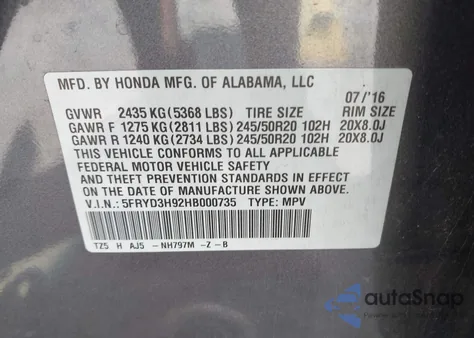 MFD. BY HONDA MFG. OF ALABAMA, LLC
07/'16
GVWR 2435 KG(5368 LBS) TIRE SIZE RIM SIZE
GAWR F 1275 KG(2811 LBS)245/50R20 102H 20X8.0J
GAWR R 1240 KG(2734 LBS)245/50R20 102H 20X8.0J
THIS VEHICLE CONFORMS TO ALL APPLICABLE
FEDERAL MOTOR VEHICLE SAFETY, BUMPER,
AND THEFT PREVENTION STANDARDS IN EFFECT ON THE
DATE OF MANUFACTURE SHOWN ABOVE.
V.I.N.: 5FRYD3H92HB000735 TYPE: MPV
TZ5 H AJ5 -NH797M -Z -B
autoSnap